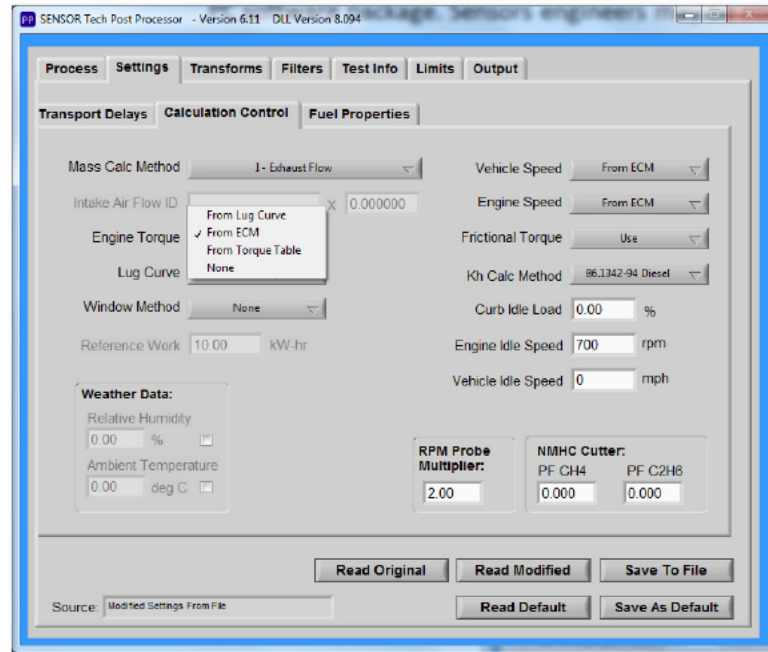 package. Sensors engineers m
PP SENSOR Tech Post Processor - Version 6.11 DLL Version 8.094
Process Settings Transforms Filters Test Info Limits Output
Transport Delays Calculation Control Fuel Properties
Mass Calc Method 1 - Exhaust Flow
Vehicle Speed From ECM
Intake Air Flow ID X 0.000000
Engine Speed From ECM
From Lug Curve
Engine Torque ✓ From ECM
From Torque Table
None
Frictional Torque Use
Lug Curve
Kh Calc Method 86.1342-94 Diesel
Window Method None
Curb Idle Load 0.00 %
Reference Work 10.00 kW-hr
Engine Idle Speed 700 rpm
Vehicle Idle Speed 0 mph
Weather Data:
Relative Humidity
0.00 %
Ambient Temperature
0.00 deg C
RPM Probe
Multiplier:
2.00
NMHC Cutter:
PF CH4 PF C2H6
0.000 0.000
Read Original Read Modified Save To File
Source: Modified Settings From File
Read Default Save As Default